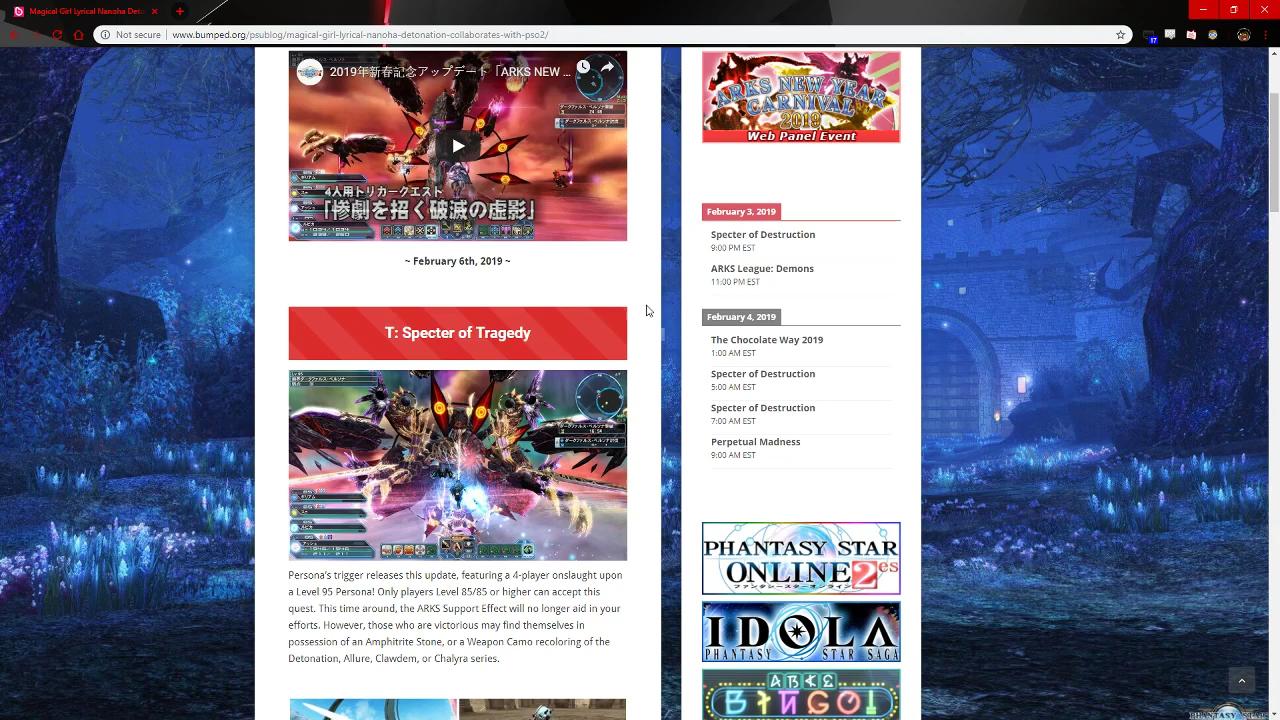 Magical Girl Lyrical Nanoha Deto
Not secure
www.bumped.org/psublog/magical-girl-lyrical-nanoha-detonation-collaborates-with-pso2/
17
2019年新春記念アップデート「ARKS NEW ...
4人用トリガークエスト
「惨劇を招く破滅の虚影」
~ February 6th, 2019 ~
T: Specter of Tragedy
Persona's trigger releases this update, featuring a 4-player onslaught upon
a Level 95 Persona! Only players Level 85/85 or higher can accept this
quest. This time around, the ARKS Support Effect will no longer aid in your
efforts. However, those who are victorious may find themselves in
possession of an Amphitrite Stone, or a Weapon Camo recoloring of the
Detonation, Allure, Clawdem, or Chalyra series.
ARKS NEW YEAR
CARNIVAL
2019
Web Panel Event
February 3, 2019
Specter of Destruction
9:00 PM EST
ARKS League: Demons
11:00 PM EST
February 4, 2019
The Chocolate Way 2019
1:00 AM EST
Specter of Destruction
5:00 AM EST
Specter of Destruction
7:00 AM EST
Perpetual Madness
9:00 AM EST
PHANTASY STAR
ONLINE 2 es
ファンタシースターオンライン
IDOLA
PHANTASY STAR SAGA
ARKS
BINGO!